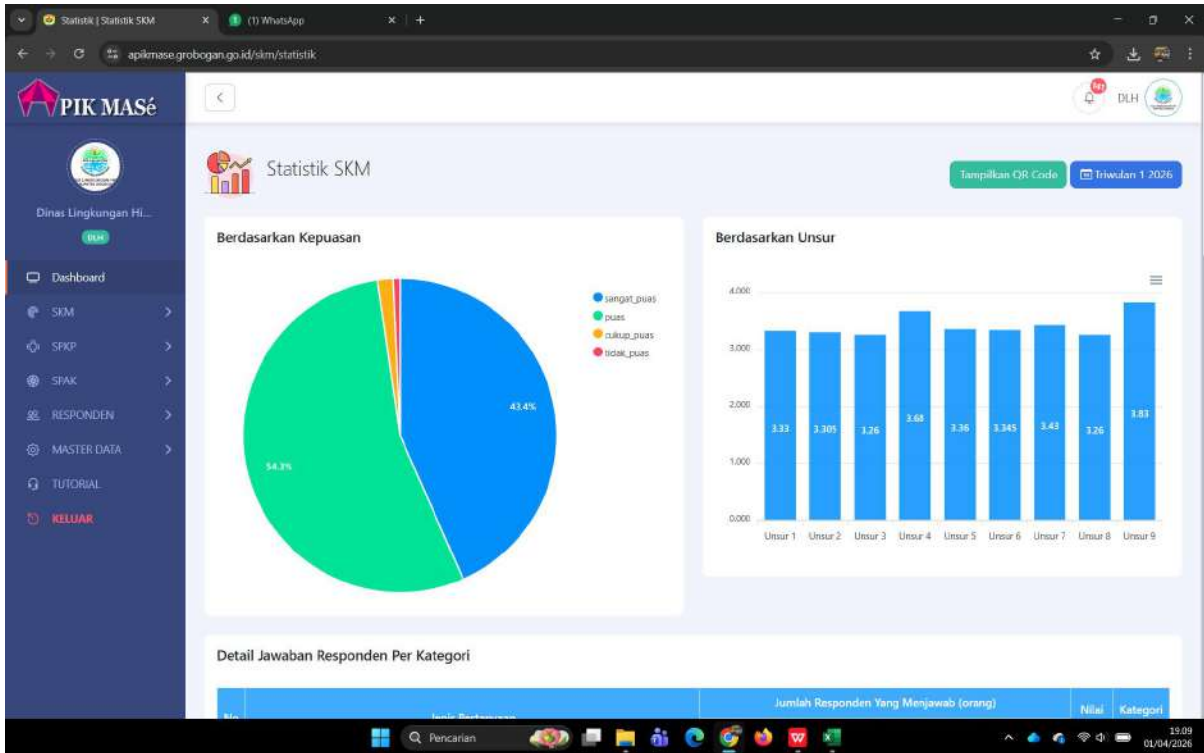 Statistik | Statistik SKM
(1) WhatsApp
apikmase.grobogan.go.id/skm/statistik
APIK MASé
DLH
Dinas Lingkungan Hi...
DLH
Dashboard
SKM
SPKP
SPAK
RESPONDEN
MASTER DATA
TUTORIAL
KELUAR
Statistik SKM
Tampilkan QR Code
Triwulan 1 2026
Berdasarkan Kepuasan
sangat_puas
puas
cukup_puas
tidak_puas
43.4%
54.3%
Berdasarkan Unsur
4.000
3.000
2.000
1.000
0.000
3.33 3.305 3.26 3.68 3.36 3.345 3.43 3.26 3.83
Unsur 1 Unsur 2 Unsur 3 Unsur 4 Unsur 5 Unsur 6 Unsur 7 Unsur 8 Unsur 9
Detail Jawaban Responden Per Kategori
No
Jenis Pertanyaan
Jumlah Responden Yang Menjawab (orang)
Nilai
Kategori
Pencarian
19.09
01/04/2026